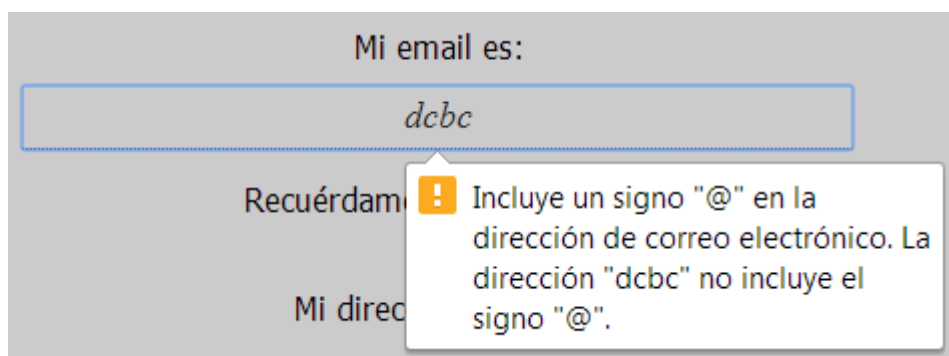 Mi email es:
dcbc
Recuérdam
Incluye un signo "@" en la
dirección de correo electrónico. La
dirección "dcbc" no incluye el
signo "@".
Mi direc